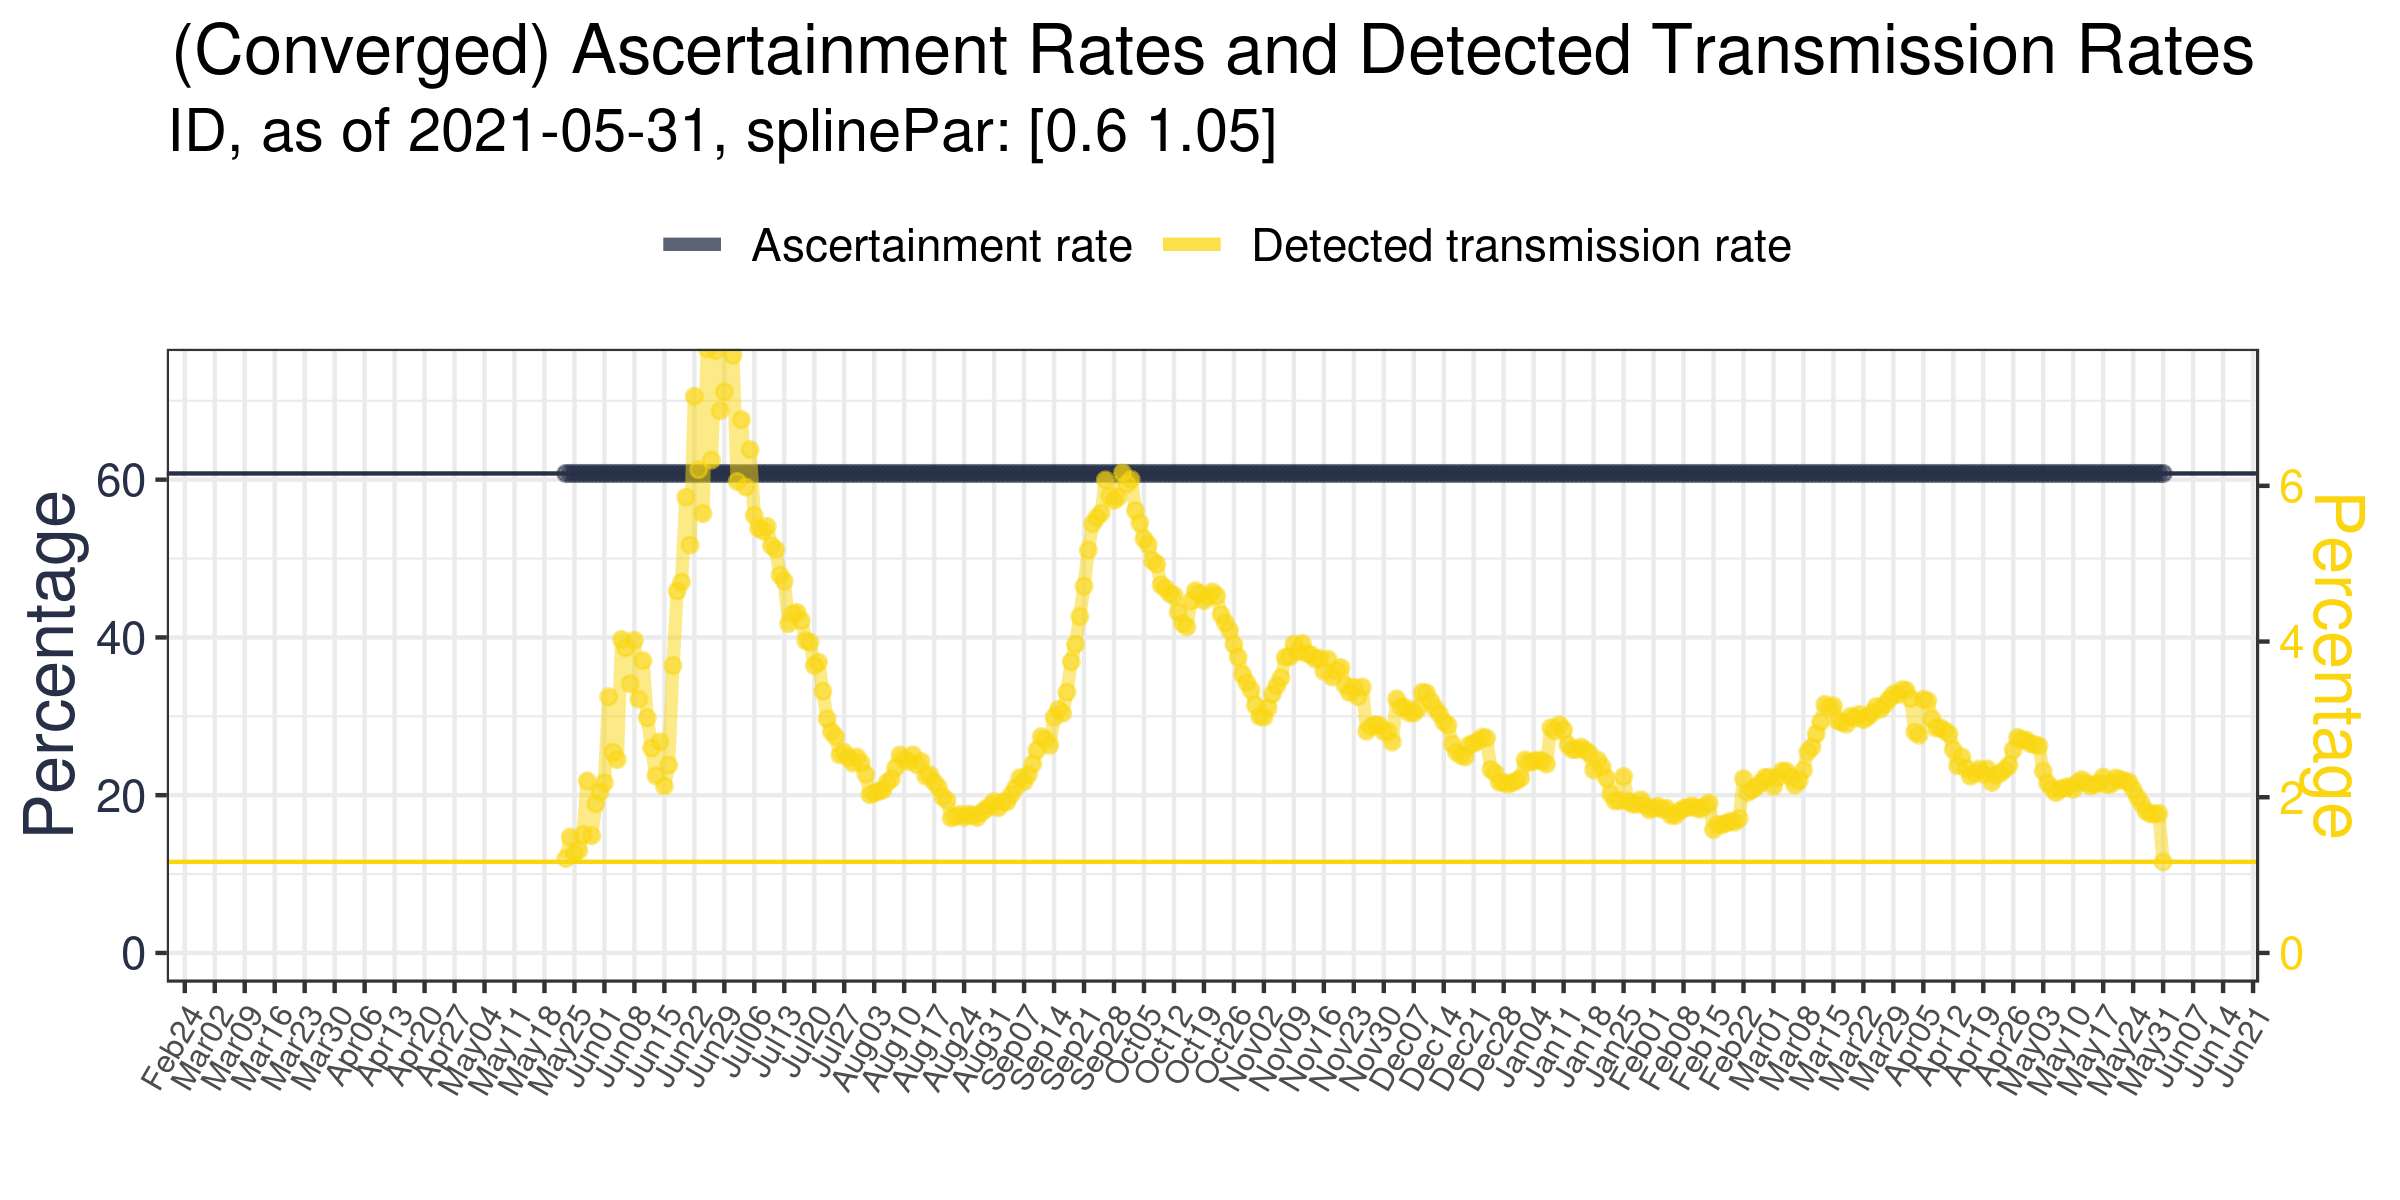 (Converged) Ascertainment Rates and Detected Transmission Rates
ID, as of 2021-05-31, splinePar: [0.6 1.05]
Ascertainment rate Detected transmission rate
Percentage
60
40
20
0
6
4
2
0
Percentage
Feb24 Mar02 Mar09 Mar16 Mar23 Mar30 Apr06 Apr13 Apr20 Apr27 May04 May11 May18 May25 Jun01 Jun08 Jun15 Jun22 Jun29 Jul06 Jul13 Jul20 Jul27 Aug03 Aug10 Aug17 Aug24 Aug31 Sep07 Sep14 Sep21 Sep28 Oct05 Oct12 Oct19 Oct26 Nov02 Nov09 Nov16 Nov23 Nov30 Dec07 Dec14 Dec21 Dec28 Jan04 Jan11 Jan18 Jan25 Feb01 Feb08 Feb15 Feb22 Mar01 Mar08 Mar15 Mar22 Mar29 Apr05 Apr12 Apr19 Apr26 May03 May10 May17 May24 May31 Jun07 Jun14 Jun21